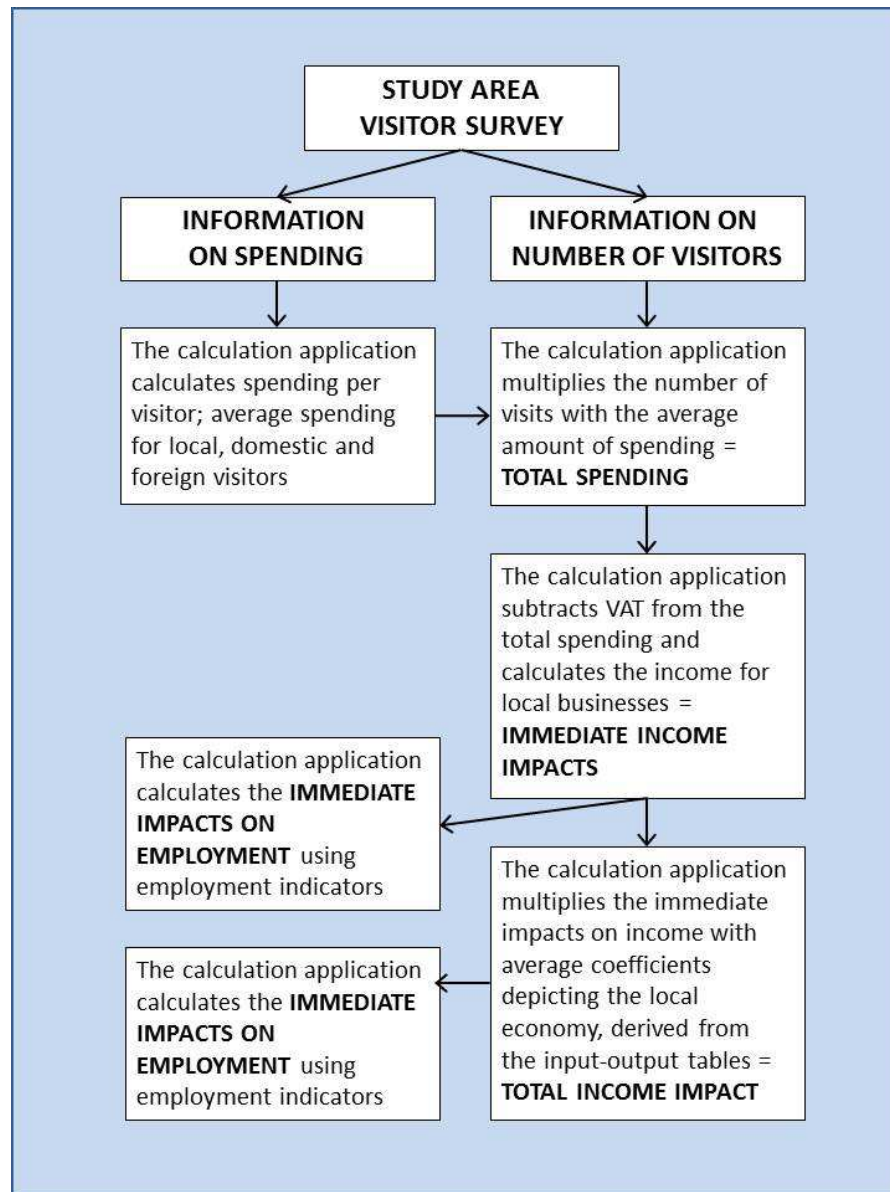 STUDY AREA
VISITOR SURVEY
INFORMATION
ON SPENDING
INFORMATION ON
NUMBER OF VISITORS
The calculation application
calculates spending per
visitor; average spending
for local, domestic and
foreign visitors
The calculation application
multiplies the number of
visits with the average
amount of spending =
TOTAL SPENDING
The calculation application
subtracts VAT from the
total spending and
calculates the income for
local businesses =
IMMEDIATE INCOME
IMPACTS
The calculation application
calculates the IMMEDIATE
IMPACTS ON
EMPLOYMENT using
employment indicators
The calculation application
multiplies the immediate
impacts on income with
average coefficients
depicting the local
economy, derived from
the input-output tables =
TOTAL INCOME IMPACT
The calculation application
calculates the IMMEDIATE
IMPACTS ON
EMPLOYMENT using
employment indicators